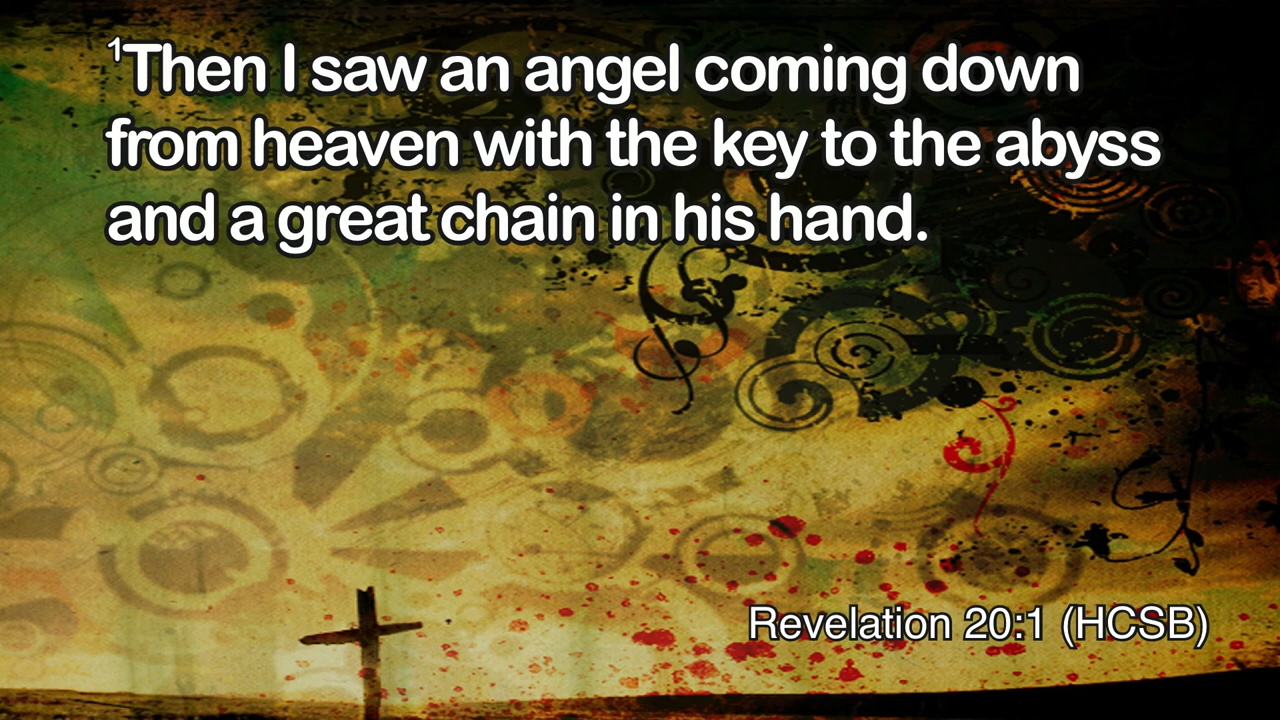 ¹Then I saw an angel coming down
from heaven with the key to the abyss
and a great chain in his hand.
Revelation 20:1 (HCSB)